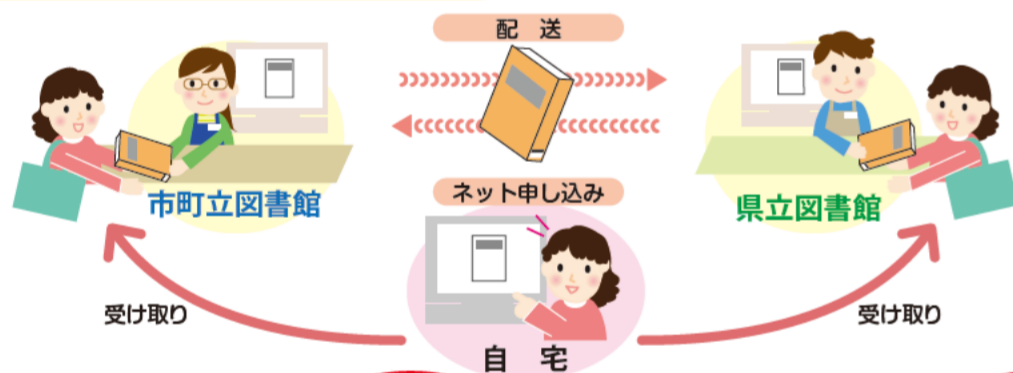 配 送
市町立図書館
県立図書館
ネット申し込み
受け取り
受け取り
自 宅